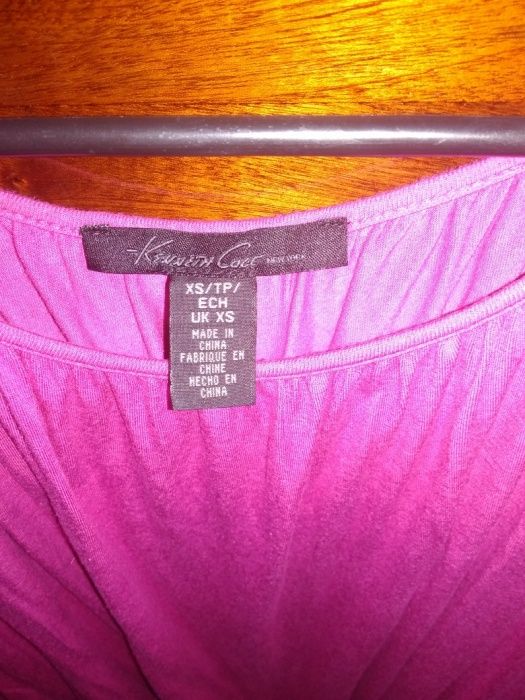 Kenneth Cole NEW YORK
XS/TP/
ECH
UK XS
MADE IN
CHINA
FABRIQUE EN
CHINE
HECHO EN
CHINA